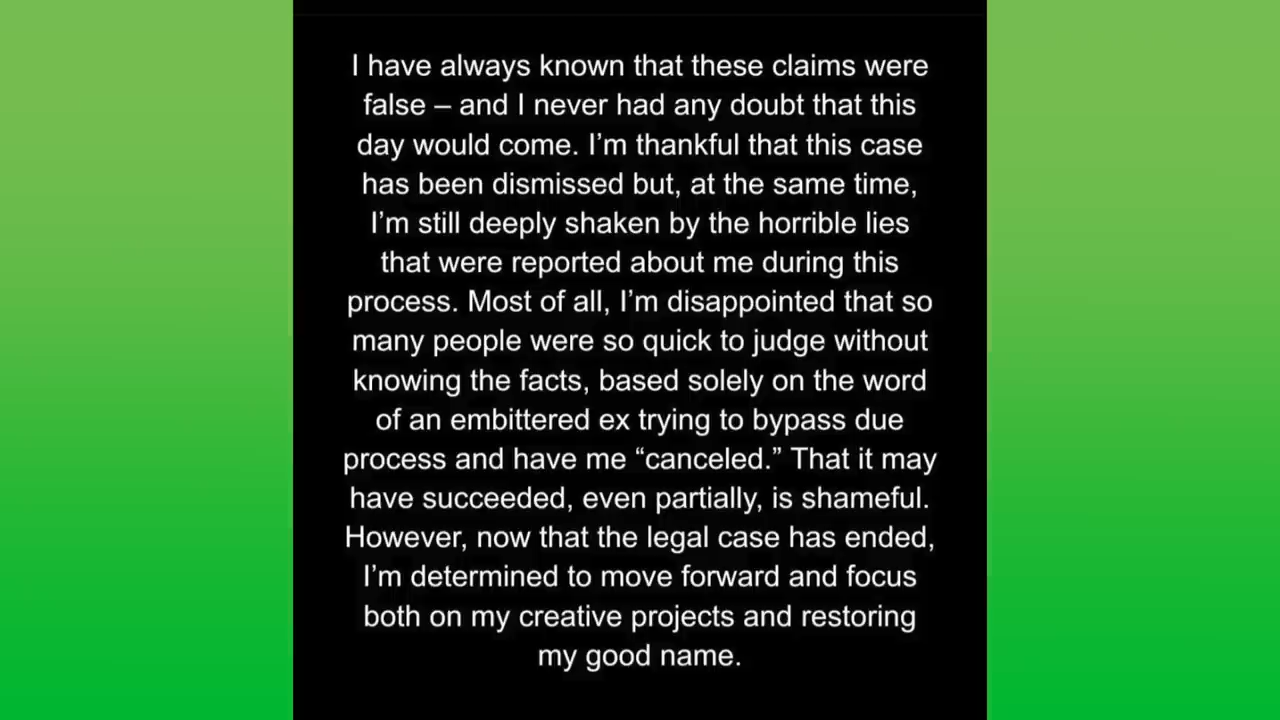 I have always known that these claims were
false – and I never had any doubt that this
day would come. I’m thankful that this case
has been dismissed but, at the same time,
I’m still deeply shaken by the horrible lies
that were reported about me during this
process. Most of all, I’m disappointed that so
many people were so quick to judge without
knowing the facts, based solely on the word
of an embittered ex trying to bypass due
process and have me “canceled.” That it may
have succeeded, even partially, is shameful.
However, now that the legal case has ended,
I’m determined to move forward and focus
both on my creative projects and restoring
my good name.